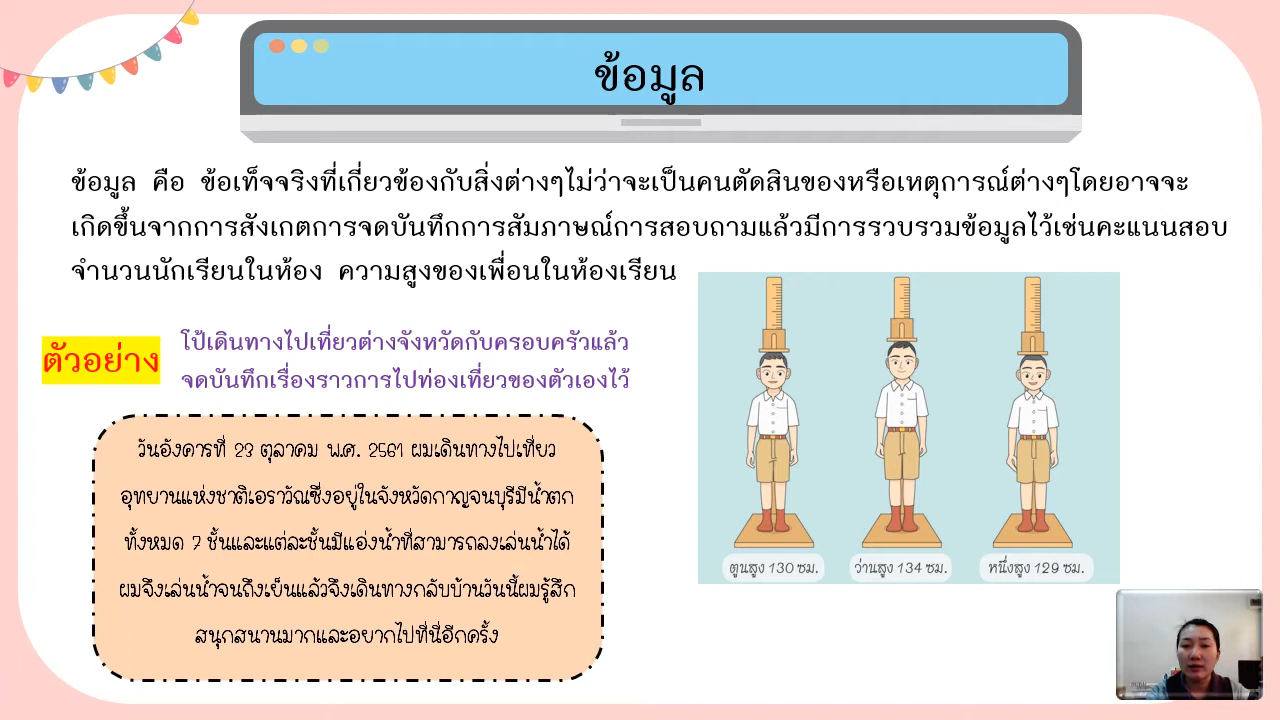 ข้อมูล
ข้อมูล คือ ข้อเท็จจริงที่เกี่ยวข้องกับสิ่งต่างๆไม่ว่าจะเป็นคนตัดสินของหรือเหตุการณ์ต่างๆโดยอาจจะ
เกิดขึ้นจากการสังเกตการจดบันทึกการสัมภาษณ์การสอบถามแล้วมีการรวบรวมข้อมูลไว้เช่นคะแนนสอบ
จำนวนนักเรียนในห้อง ความสูงของเพื่อนในห้องเรียน
ตัวอย่าง
โป้เดินทางไปเที่ยวต่างจังหวัดกับครอบครัวแล้ว
จดบันทึกเรื่องราวการไปท่องเที่ยวของตัวเองไว้
วันอังคารที่ 23 ตุลาคม พ.ศ. 2561 ผมเดินทางไปเที่ยว
อุทยานแห่งชาติเอราวัณซึ่งอยู่ในจังหวัดกาญจนบุรีมีน้ำตก
ทั้งหมด 7 ชั้นและแต่ละชั้นมีแอ่งน้ำที่สามารถลงเล่นน้ำได้
ผมจึงเล่นน้ำจนถึงเย็นแล้วจึงเดินทางกลับบ้านวันนี้ผมรู้สึก
สนุกสนานมากและอยากไปที่นี่อีกครั้ง
ตูนสูง 130 ซม.
ว่านสูง 134 ซม.
หนึ่งสูง 129 ซม.